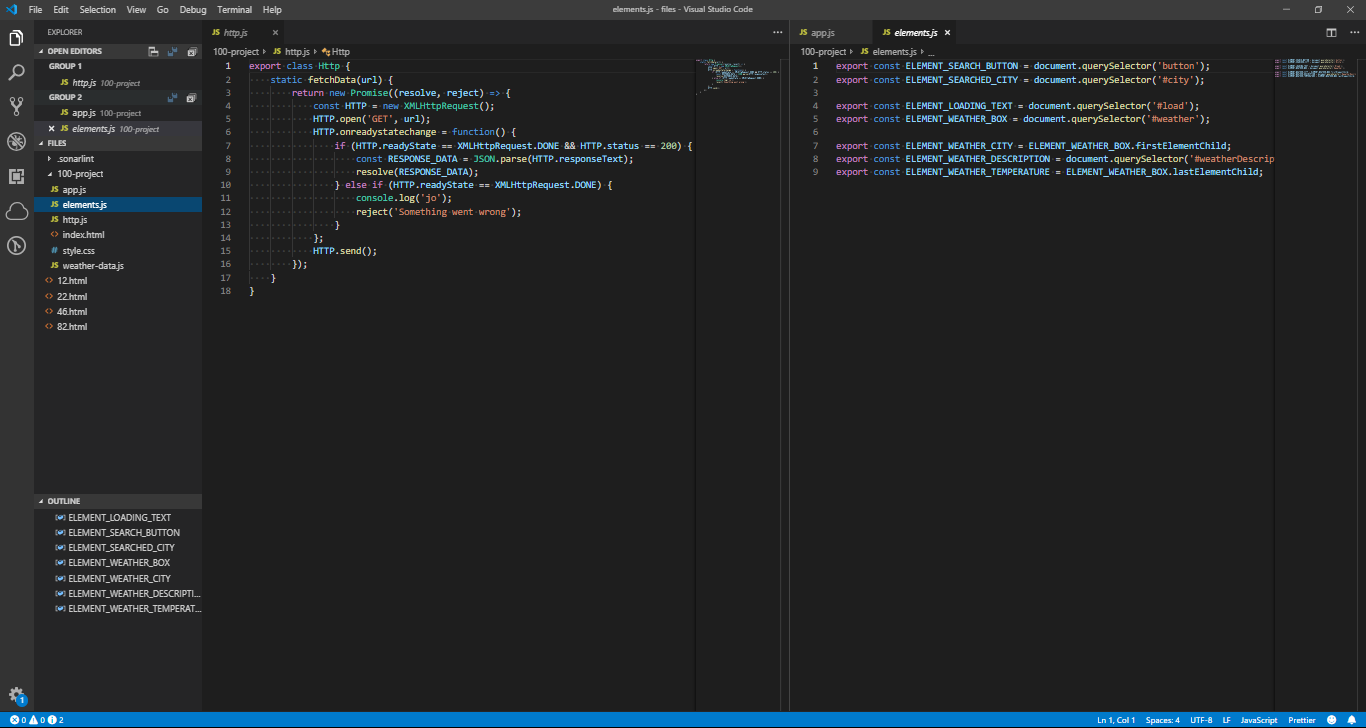 File Edit Selection View Go Debug Terminal Help
elements.js - files - Visual Studio Code
EXPLORER
OPEN EDITORS
GROUP 1
JS http.js 100-project
GROUP 2
JS app.js 100-project
JS elements.js 100-project
FILES
.sonarlint
100-project
JS app.js
JS elements.js
JS http.js
<> index.html
# style.css
JS weather-data.js
<> 12.html
<> 22.html
<> 46.html
<> 82.html
OUTLINE
ELEMENT_LOADING_TEXT
ELEMENT_SEARCH_BUTTON
ELEMENT_SEARCHED_CITY
ELEMENT_WEATHER_BOX
ELEMENT_WEATHER_CITY
ELEMENT_WEATHER_DESCRIPTI...
ELEMENT_WEATHER_TEMPERAT...
1
JS http.js
100-project JS http.js Http
1 export class Http {
2 static fetchData(url) {
3 return new Promise((resolve, reject) => {
4 const HTTP = new XMLHttpRequest();
5 HTTP.open('GET', url);
6 HTTP.onreadystatechange = function() {
7 if (HTTP.readyState == XMLHttpRequest.DONE && HTTP.status == 200) {
8 const RESPONSE_DATA = JSON.parse(HTTP.responseText);
9 resolve(RESPONSE_DATA);
10 } else if (HTTP.readyState == XMLHttpRequest.DONE) {
11 console.log('jo');
12 reject('Something went wrong');
13 }
14 };
15 HTTP.send();
16 });
17 }
18 }
JS app.js JS elements.js
100-project JS elements.js ...
1 export const ELEMENT_SEARCH_BUTTON = document.querySelector('button');
2 export const ELEMENT_SEARCHED_CITY = document.querySelector('#city');
3
4 export const ELEMENT_LOADING_TEXT = document.querySelector('#load');
5 export const ELEMENT_WEATHER_BOX = document.querySelector('#weather');
6
7 export const ELEMENT_WEATHER_CITY = ELEMENT_WEATHER_BOX.firstElementChild;
8 export const ELEMENT_WEATHER_DESCRIPTION = document.querySelector('#weatherDescrip
9 export const ELEMENT_WEATHER_TEMPERATURE = ELEMENT_WEATHER_BOX.lastElementChild;
0 0 2
Ln 1, Col 1 Spaces: 4 UTF-8 LF JavaScript Prettier